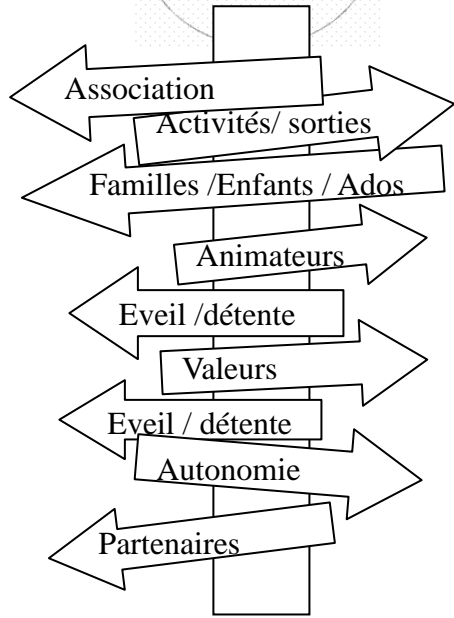 Association
Activités/ sorties
Familles /Enfants / Ados
Animateurs
Eveil /détente
Valeurs
Eveil / détente
Autonomie
Partenaires